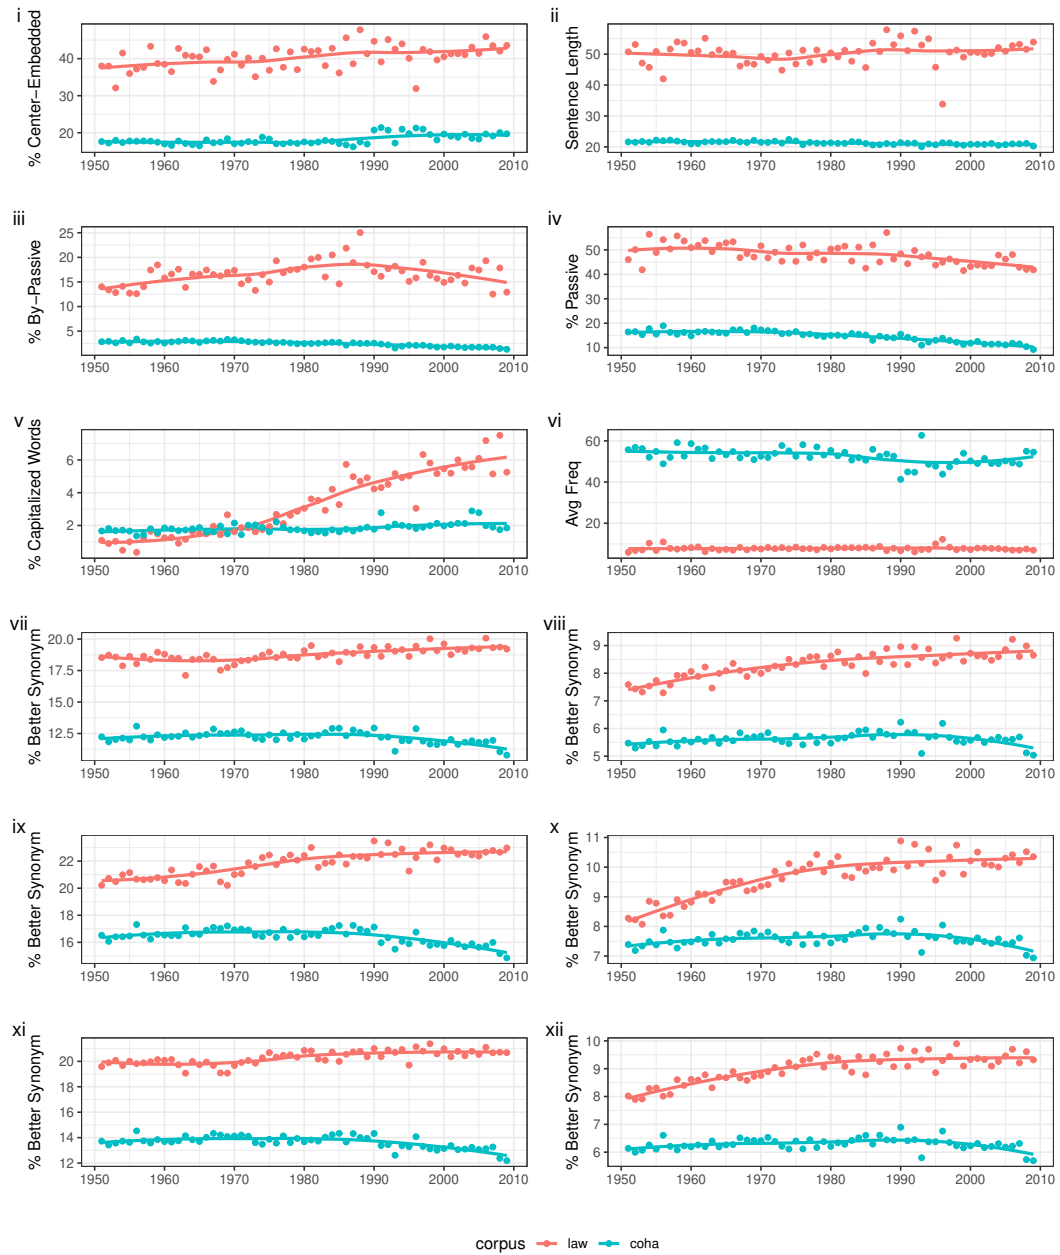 i
% Center−Embedded
40
30
20
1950 1960 1970 1980 1990 2000 2010
ii
Sentence Length
50
40
30
20
1950 1960 1970 1980 1990 2000 2010
iii
% By−Passive
25
20
15
10
5
1950 1960 1970 1980 1990 2000 2010
iv
% Passive
50
40
30
20
10
1950 1960 1970 1980 1990 2000 2010
v
% Capitalized Words
6
4
2
1950 1960 1970 1980 1990 2000 2010
vi
Avg Freq
60
40
20
1950 1960 1970 1980 1990 2000 2010
vii
% Better Synonym
20.0
17.5
15.0
12.5
1950 1960 1970 1980 1990 2000 2010
viii
% Better Synonym
9
8
7
6
5
1950 1960 1970 1980 1990 2000 2010
ix
% Better Synonym
22
20
18
16
1950 1960 1970 1980 1990 2000 2010
x
% Better Synonym
11
10
9
8
7
1950 1960 1970 1980 1990 2000 2010
xi
% Better Synonym
20
18
16
14
12
1950 1960 1970 1980 1990 2000 2010
xii
% Better Synonym
10
9
8
7
6
1950 1960 1970 1980 1990 2000 2010
corpus law coha